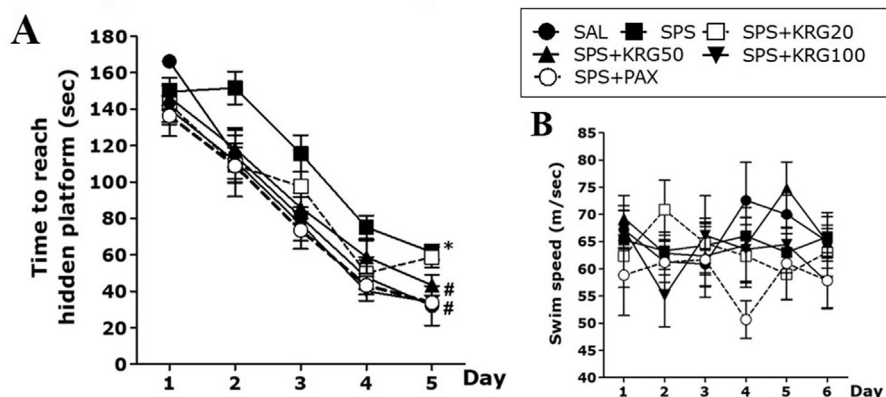 A
Time to reach
hidden platform (sec)
180
160
140
120
100
80
60
40
20
0
1 2 3 4 5 Day
*
#
#
SAL SPS SPS+KRG20
SPS+KRG50 SPS+KRG100
SPS+PAX
B
Swim speed (m/sec)
85
80
75
70
65
60
55
50
45
40
1 2 3 4 5 6 Day